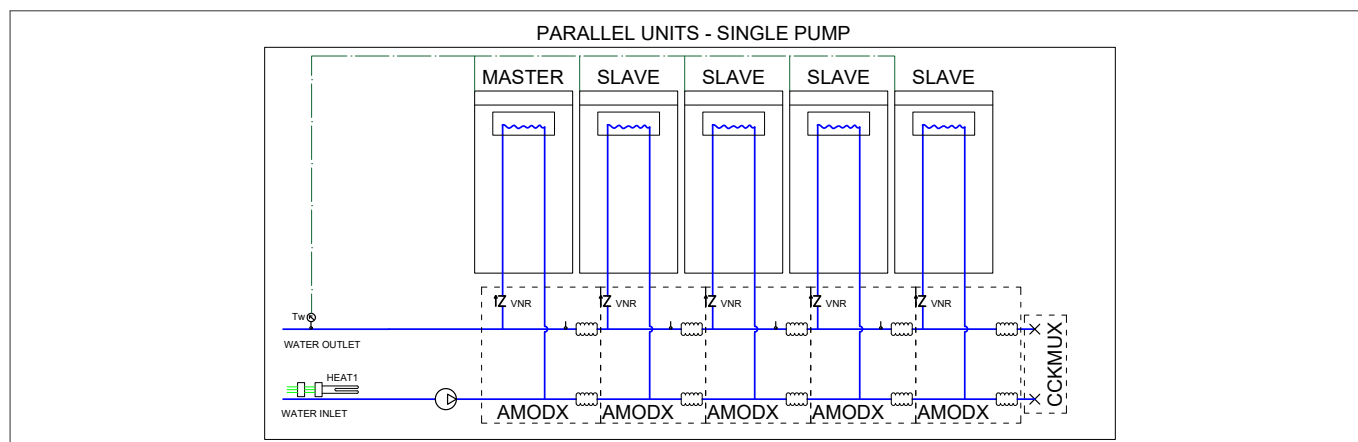 PARALLEL UNITS - SINGLE PUMP
MASTER SLAVE SLAVE SLAVE SLAVE
VNR VNR VNR VNR VNR
Tw
WATER OUTLET
HEAT1
WATER INLET
AMODX AMODX AMODX AMODX AMODX
CCKMUX